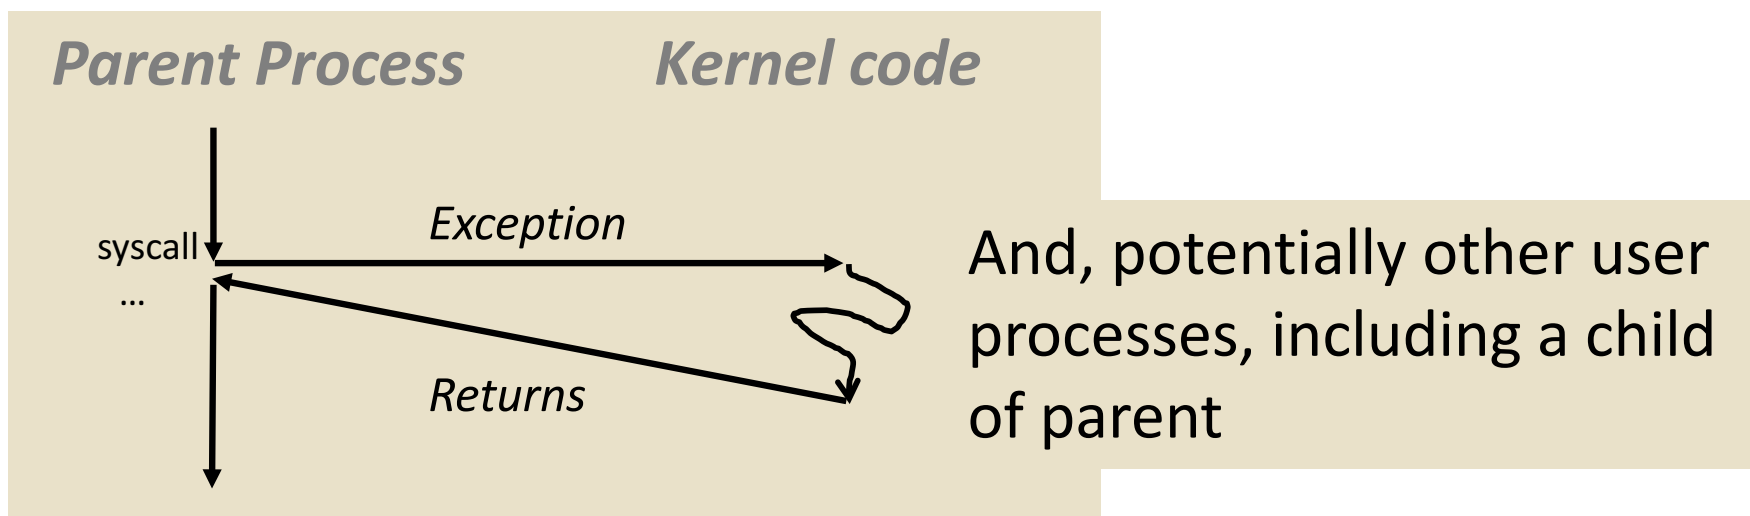 Parent Process
Kernel code
Exception
syscall
…
Returns
And, potentially other user
processes, including a child
of parent